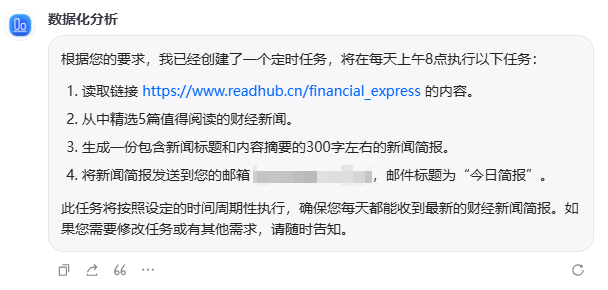 数据化分析
根据您的要求，我已经创建了一个定时任务，将在每天上午8点执行以下任务：
1. 读取链接 https://www.readhub.cn/financial_express 的内容。
2. 从中精选5篇值得阅读的财经新闻。
3. 生成一份包含新闻标题和内容摘要的300字左右的新闻简报。
4. 将新闻简报发送到您的邮箱 ，邮件标题为“今日简报”。
此任务将按照设定的时间周期性执行，确保您每天都能收到最新的财经新闻简报。如
果您需要修改任务或有其他需求，请随时告知。